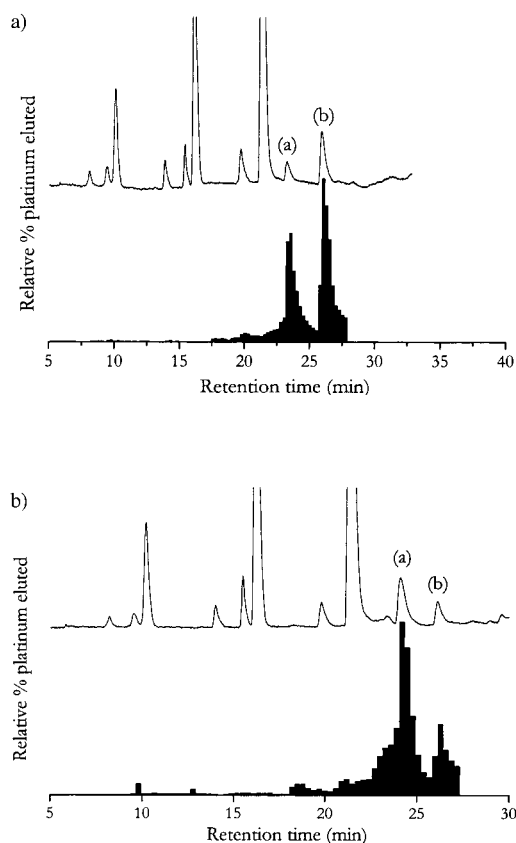 a)
(a)
(b)
Relative % platinum eluted
5
10
15
20
25
30
35
40
Retention time (min)
b)
(a)
(b)
Relative % platinum eluted
5
10
15
20
25
30
Retention time (min)